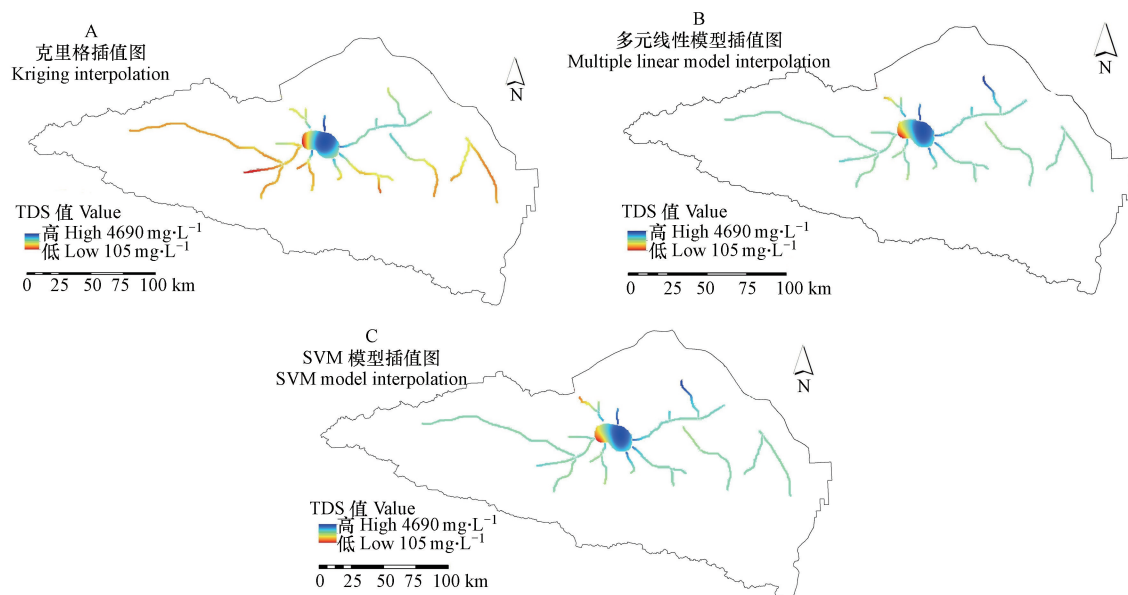 A
克里格插值图
Kriging interpolation
N
TDS 值 Value
高 High 4690 mg·L⁻¹
低 Low 105 mg·L⁻¹
0 25 50 75 100 km
B
多元线性模型插值图
Multiple linear model interpolation
N
TDS 值 Value
高 High 4690 mg·L⁻¹
低 Low 105 mg·L⁻¹
0 25 50 75 100 km
C
SVM 模型插值图
SVM model interpolation
N
TDS 值 Value
高 High 4690 mg·L⁻¹
低 Low 105 mg·L⁻¹
0 25 50 75 100 km